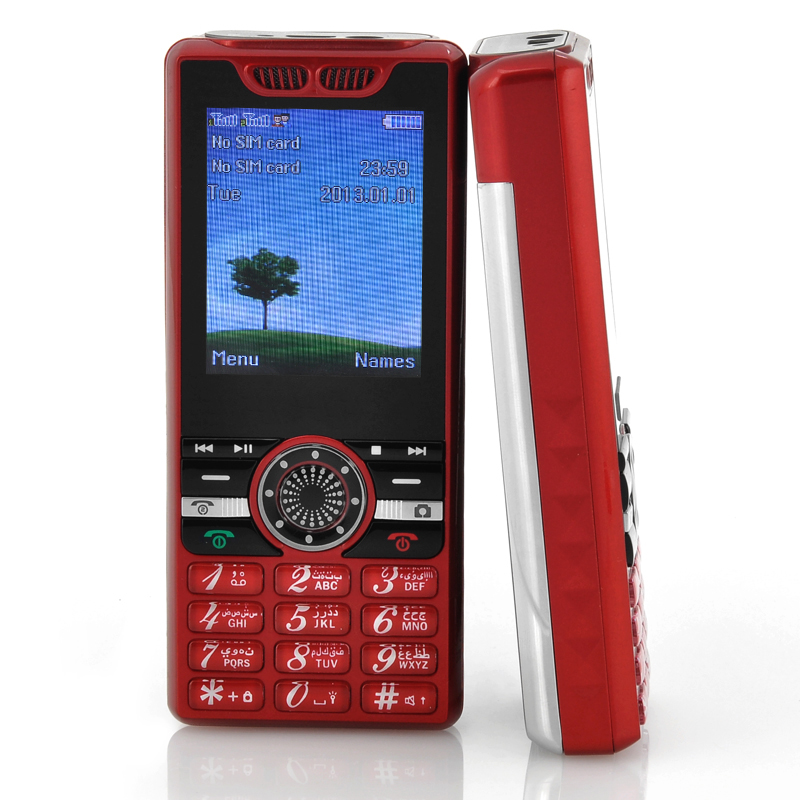 No SIM card
No SIM card 23:59
Tue 2013.01.01
Menu Names
1
2 ABC
3 DEF
4 GHI
5 JKL
6 MNO
7 PQRS
8 TUV
9 WXYZ
* +
0
#